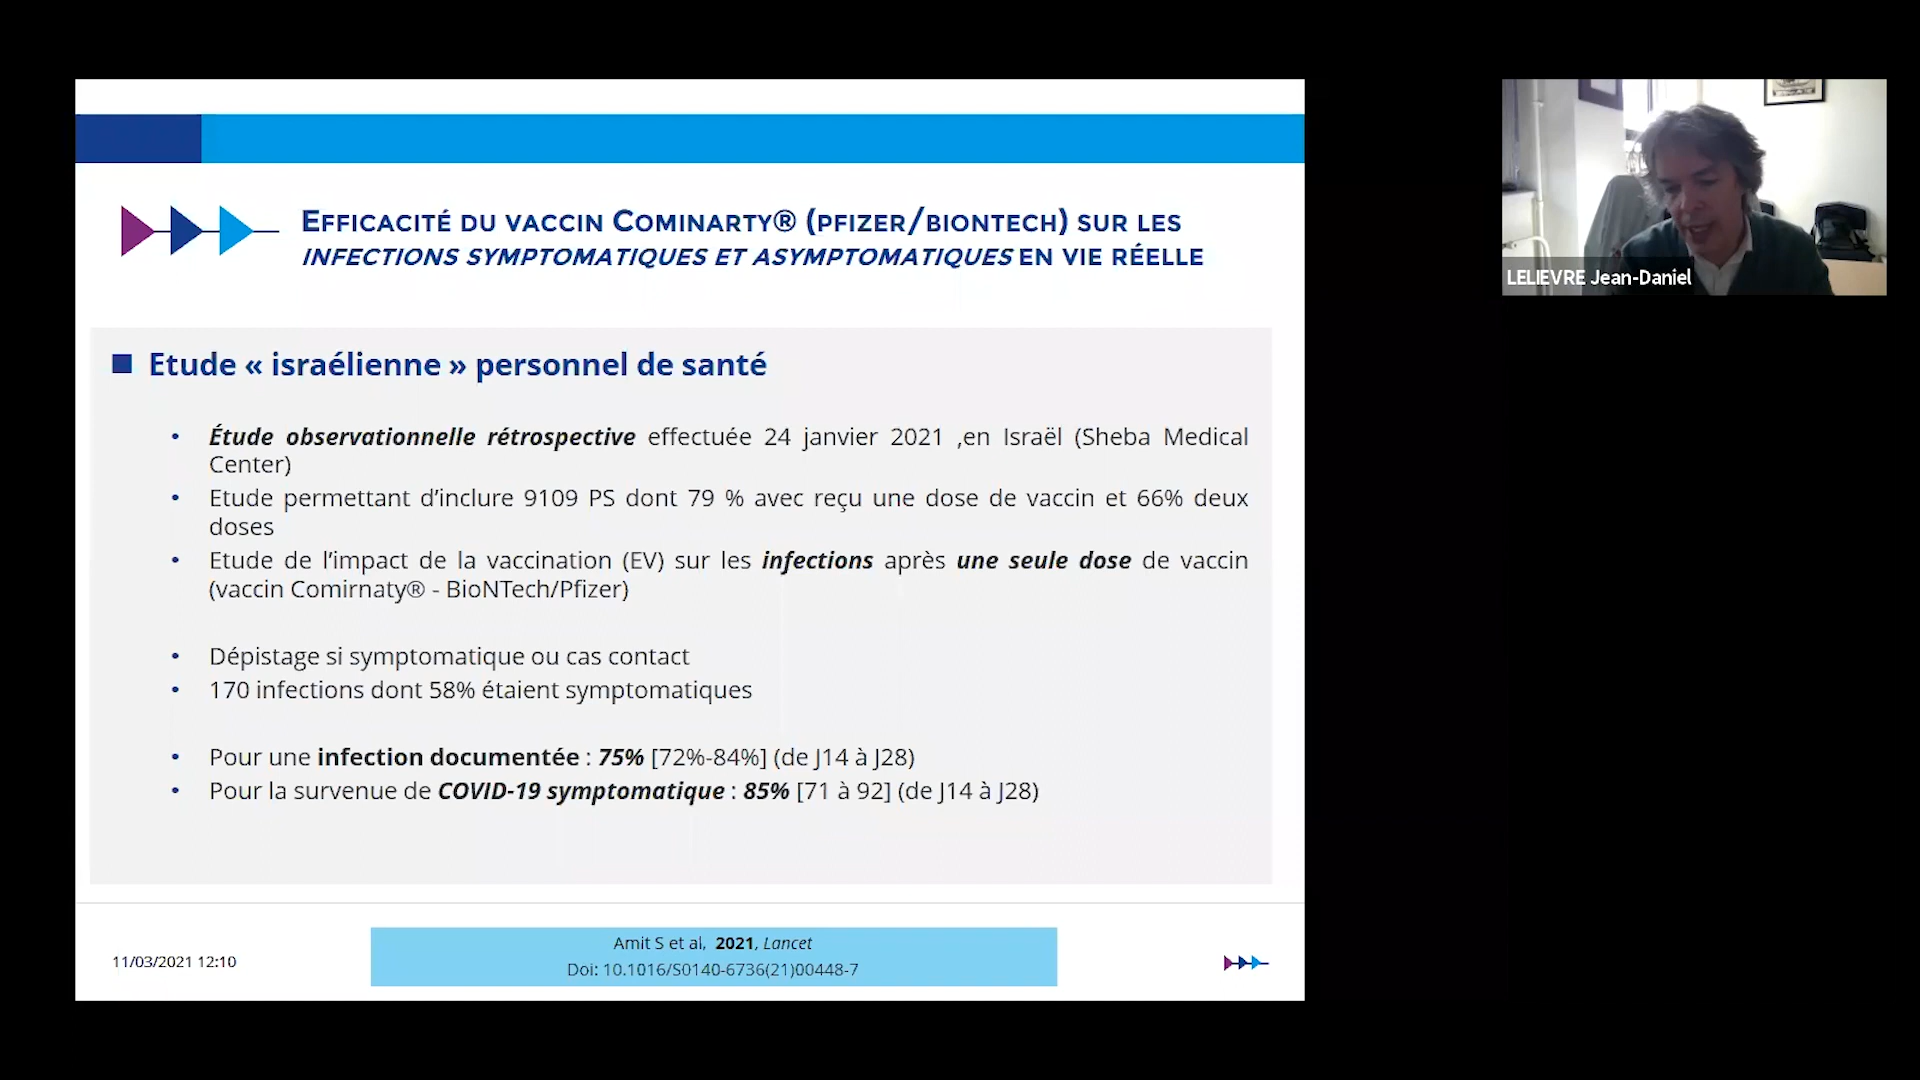 EFFICACITÉ DU VACCIN COMINARTY® (PFIZER/BIONTECH) SUR LES
INFECTIONS SYMPTOMATIQUES ET ASYMPTOMATIQUES EN VIE RÉELLE
LELIEVRE Jean-Daniel
Etude « israélienne » personnel de santé
• Étude observationnelle rétrospective effectuée 24 janvier 2021 ,en Israël (Sheba Medical
Center)
• Etude permettant d’inclure 9109 PS dont 79 % avec reçu une dose de vaccin et 66% deux
doses
• Etude de l’impact de la vaccination (EV) sur les infections après une seule dose de vaccin
(vaccin Comirnaty® - BioNTech/Pfizer)
• Dépistage si symptomatique ou cas contact
• 170 infections dont 58% étaient symptomatiques
• Pour une infection documentée : 75% [72%-84%] (de J14 à J28)
• Pour la survenue de COVID-19 symptomatique : 85% [71 à 92] (de J14 à J28)
Amit S et al, 2021, Lancet
Doi: 10.1016/S0140-6736(21)00448-7
11/03/2021 12:10